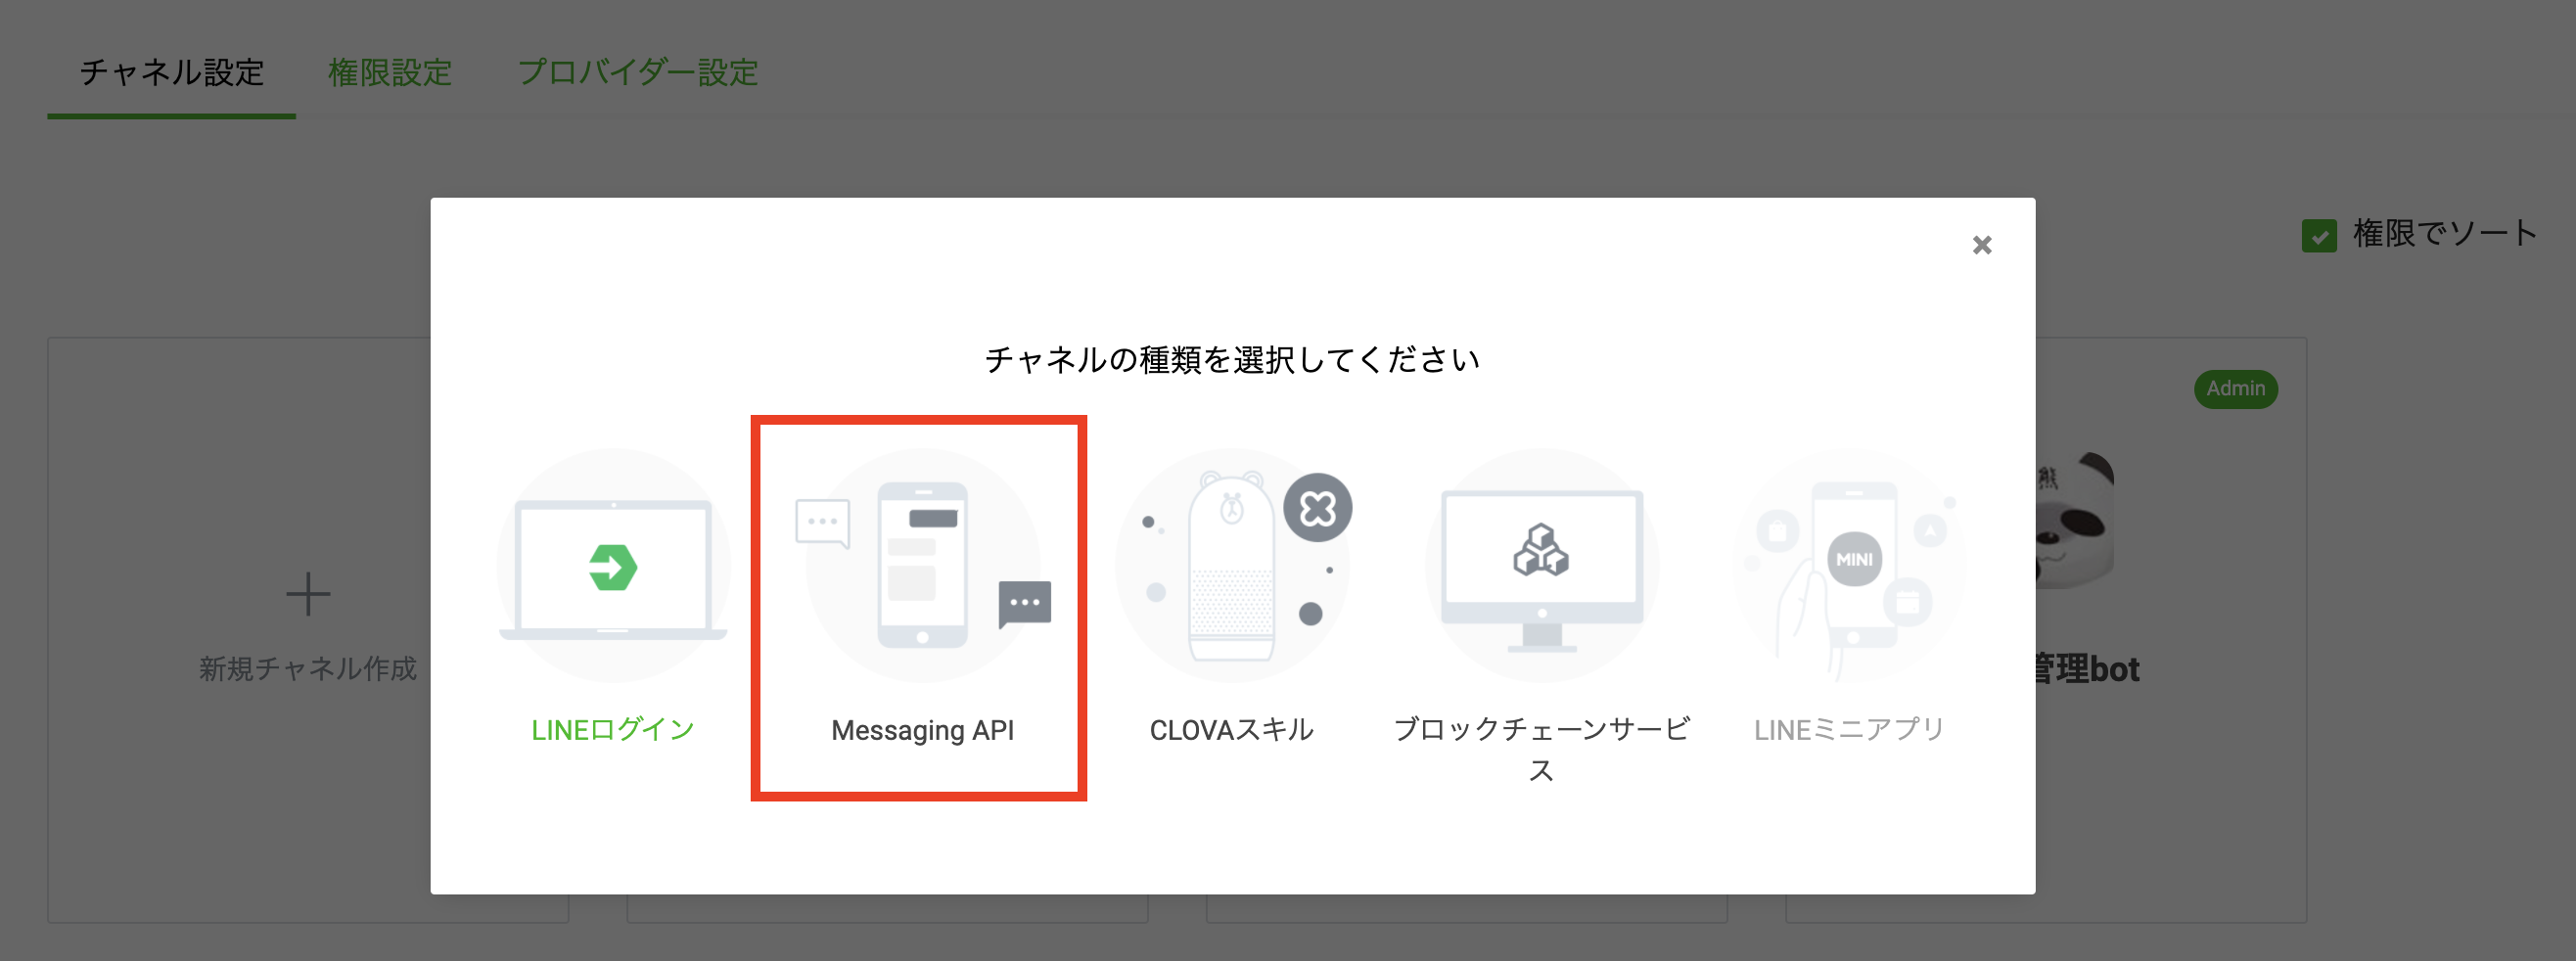 チャネル設定 権限設定 プロバイダー設定
権限でソート
チャネルの種類を選択してください
Admin
熊
MINI
新規チャネル作成
管理bot
LINEログイン Messaging API CLOVAスキル ブロックチェーンサービ LINEミニアプリ
ス